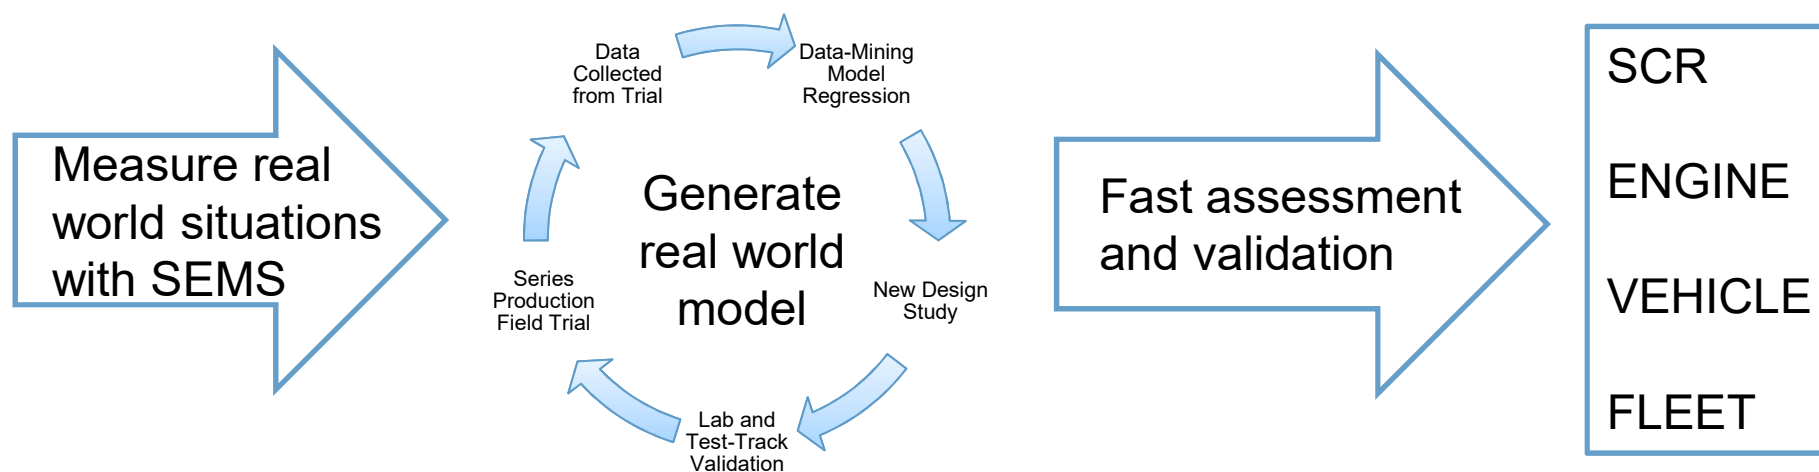 Measure real
world situations
with SEMS
Data
Collected
from Trial
Data-Mining
Model
Regression
New Design
Study
Lab and
Test-Track
Validation
Series
Production
Field Trial
Generate
real world
model
Fast assessment
and validation
SCR
ENGINE
VEHICLE
FLEET